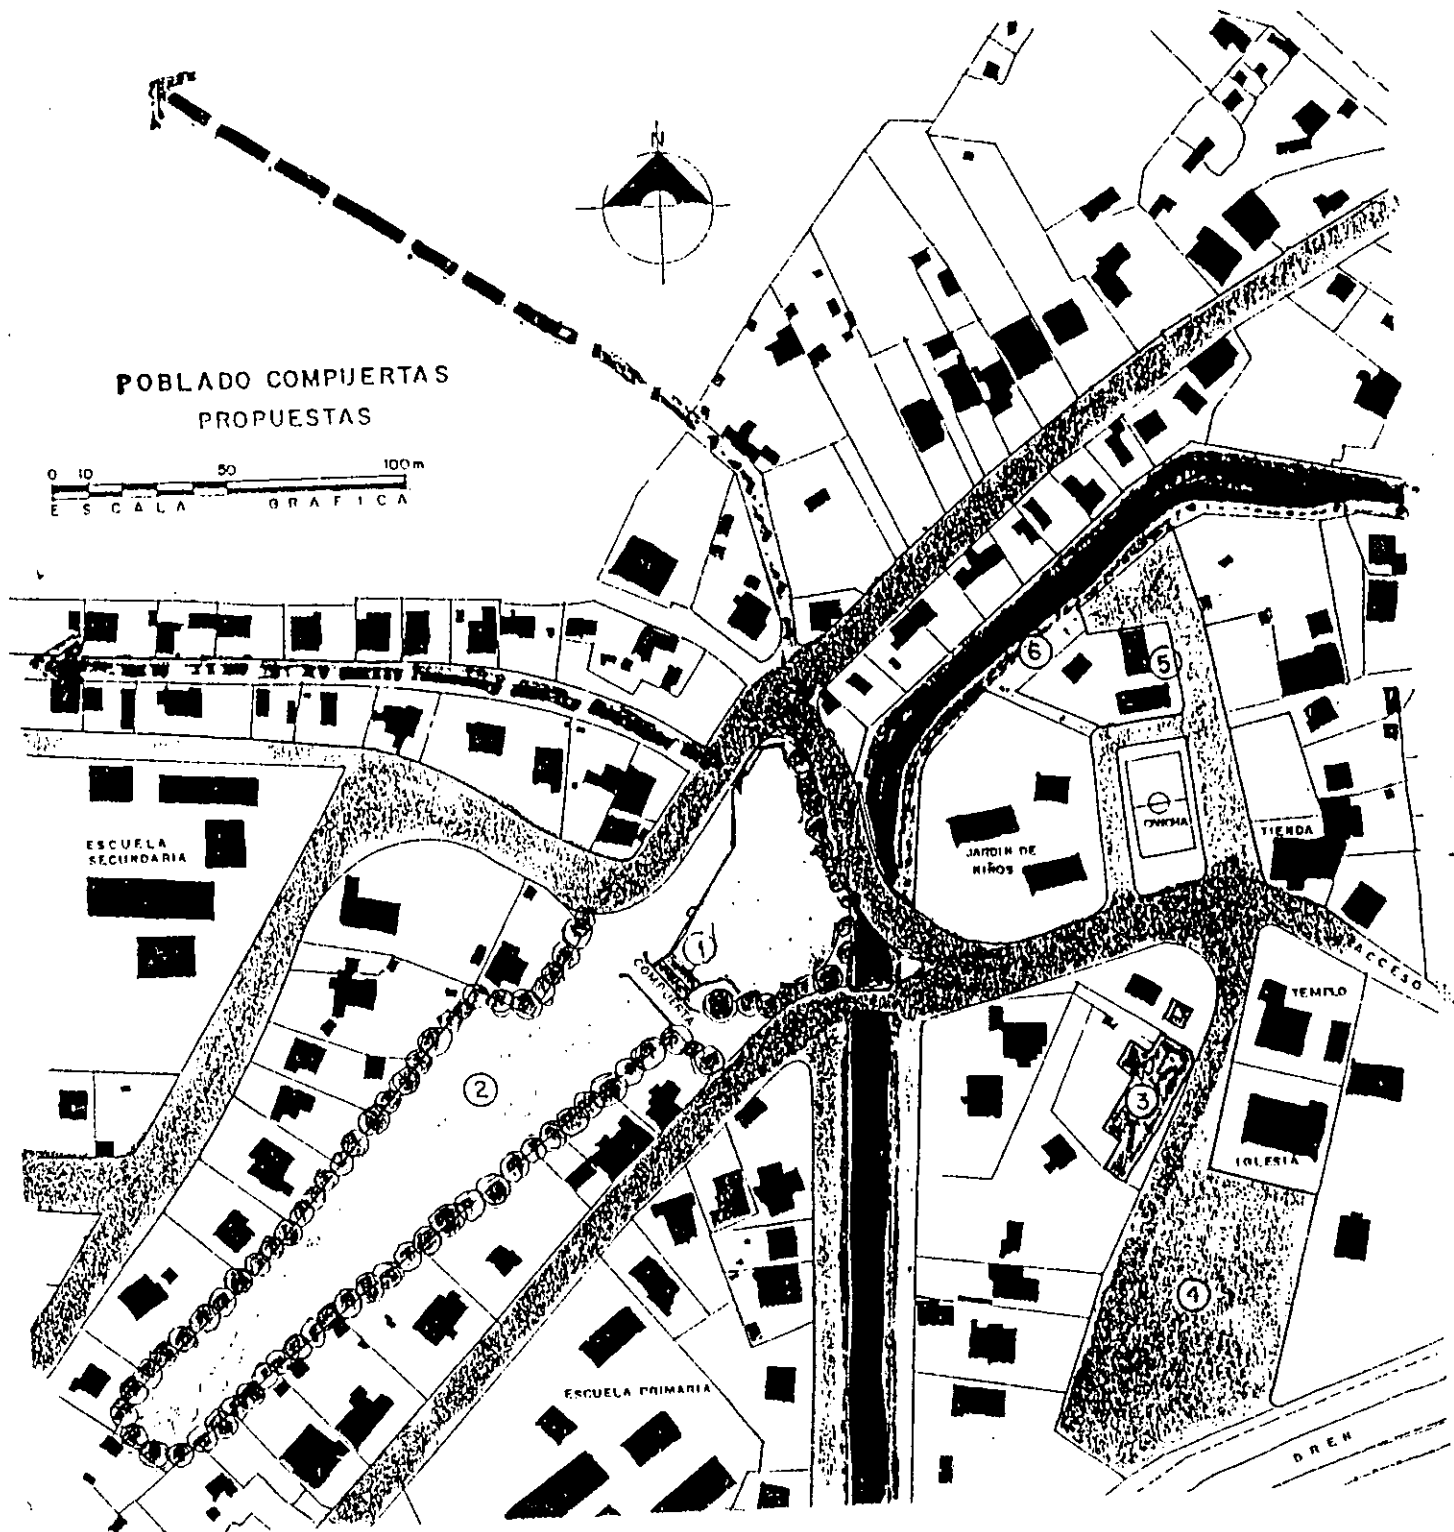 N
POBLADO COMPUERTAS
PROPUESTAS
0 10 50 100m
ESCALA GRAFICA
6
5
ESCUELA
SECUNDARIA
CANCHA
TIENDA
JARDIN DE
NIÑOS
1
COMPUERTA
ACCESO
TEMPLO
2
3
IGLESIA
4
ESCUELA PRIMARIA
DREN